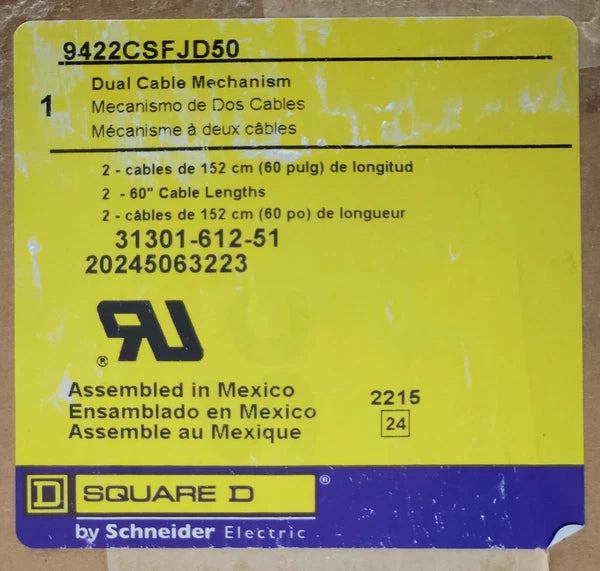 9422CSFJD50
Dual Cable Mechanism
1 Mecanismo de Dos Cables
Mécanisme à deux câbles
2 - cables de 152 cm (60 pulg) de longitud
2 - 60" Cable Lengths
2 - câbles de 152 cm (60 po) de longueur
31301-612-51
20245063223
RU ®
Assembled in Mexico
Ensamblado en Mexico
Assemble au Mexique
2215
24
D SQUARE D ®
by Schneider Electric